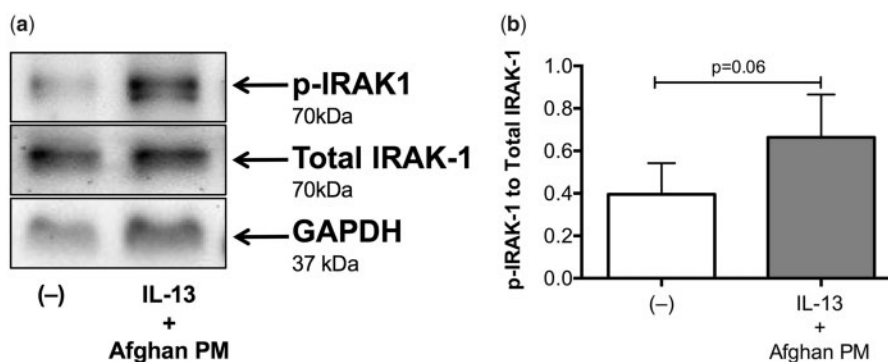 (a)
p-IRAK1
70kDa
Total IRAK-1
70kDa
GAPDH
37 kDa
(–)
IL-13
+
Afghan PM
(b)
p-IRAK-1 to Total IRAK-1
1.0
0.8
0.6
0.4
0.2
0.0
p=0.06
(–)
IL-13
+
Afghan PM